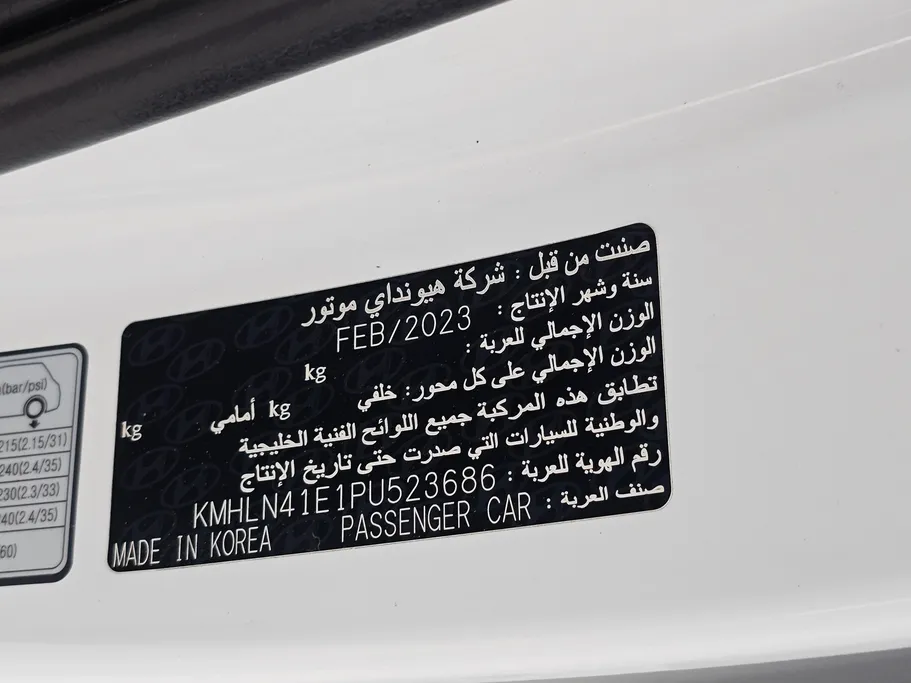 صنت من قبل : شركة هيونداي موتور
سنة وشهر الإنتاج : FEB/2023
الوزن الإجمالي للعربة : kg
الوزن الإجمالي على كل محور: خلفي kg أمامي kg
تطابق هذه المركبة جميع اللوائح الفنية الخليجية
والوطنية للسيارات التي صدرت حتى تاريخ الإنتاج
رقم الهوية للعربة : KMHLN41E1PU523686
صنف العربة : PASSENGER CAR
MADE IN KOREA
(bar/psi)
215(2.15/31)
240(2.4/35)
230(2.3/33)
240(2.4/35)
60)